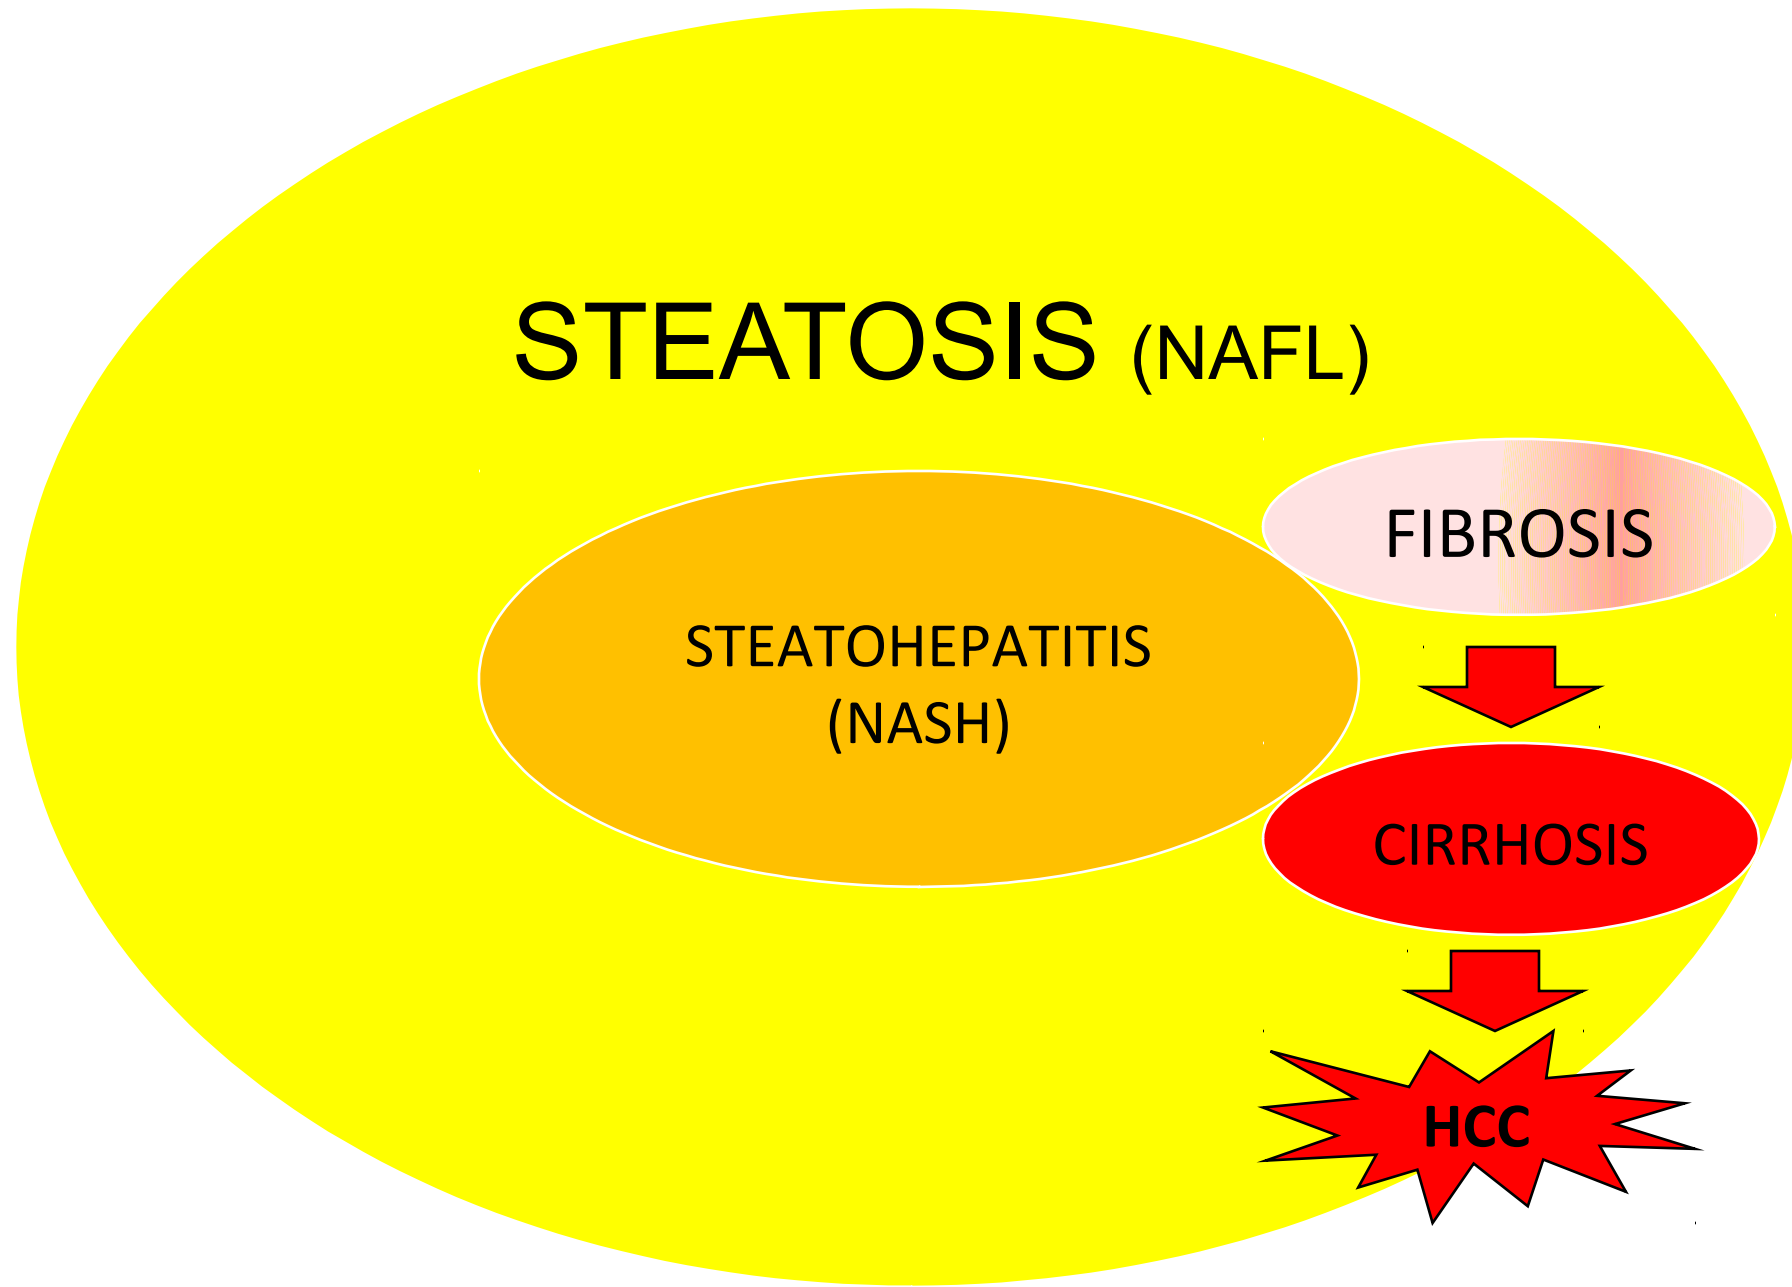 STEATOSIS (NAFL)
FIBROSIS
STEATOHEPATITIS
(NASH)
CIRRHOSIS
HCC